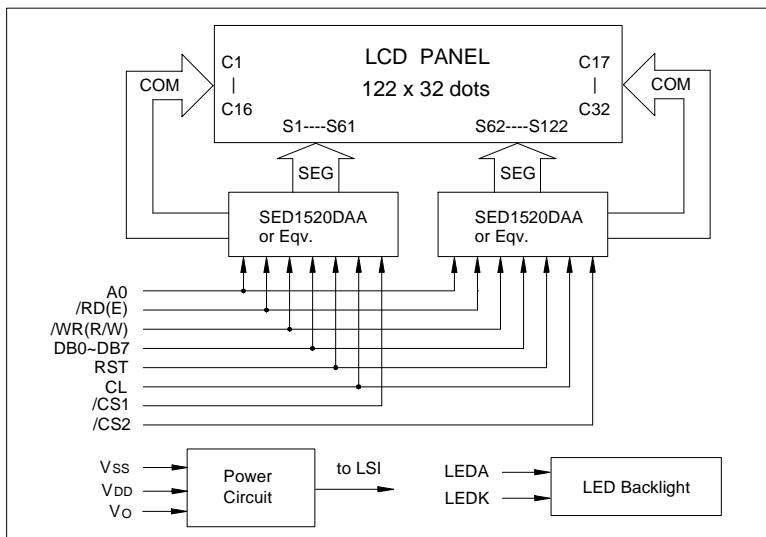 LCD PANEL
122 x 32 dots
C1
|
C16
C17
|
C32
COM
COM
S1----S61
S62----S122
SEG
SEG
SED1520DAA
or Eqv.
SED1520DAA
or Eqv.
A0
/RD(E)
/WR(R/W)
DB0~DB7
RST
CL
/CS1
/CS2
VSS
VDD
VO
Power
Circuit
to LSI
LEDA
LEDK
LED Backlight